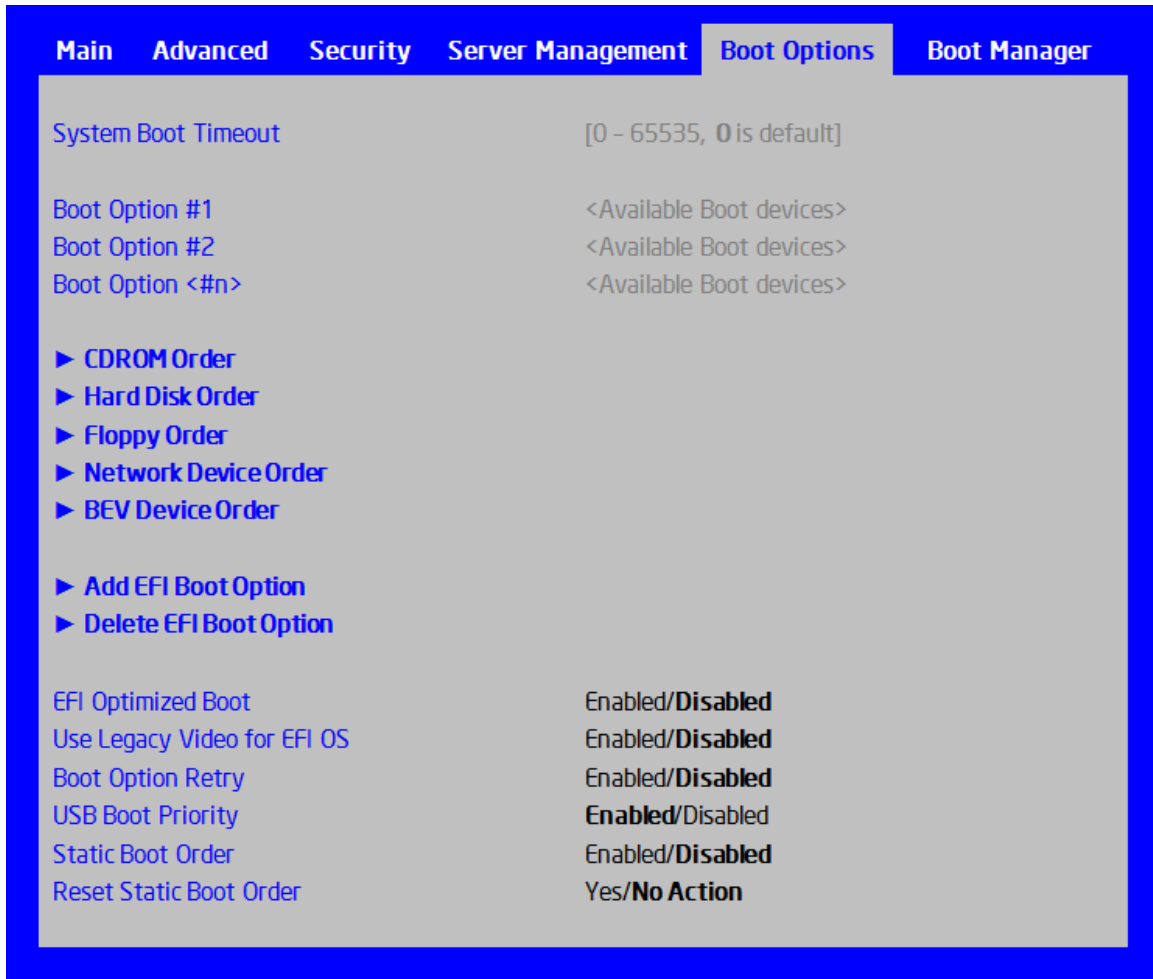 Main Advanced Security Server Management Boot Options Boot Manager
System Boot Timeout [0 – 65535, 0 is default]
Boot Option #1 <Available Boot devices>
Boot Option #2 <Available Boot devices>
Boot Option <#n> <Available Boot devices>
► CDROM Order
► Hard Disk Order
► Floppy Order
► Network Device Order
► BEV Device Order
► Add EFI Boot Option
► Delete EFI Boot Option
EFI Optimized Boot Enabled/Disabled
Use Legacy Video for EFI OS Enabled/Disabled
Boot Option Retry Enabled/Disabled
USB Boot Priority Enabled/Disabled
Static Boot Order Enabled/Disabled
Reset Static Boot Order Yes/No Action